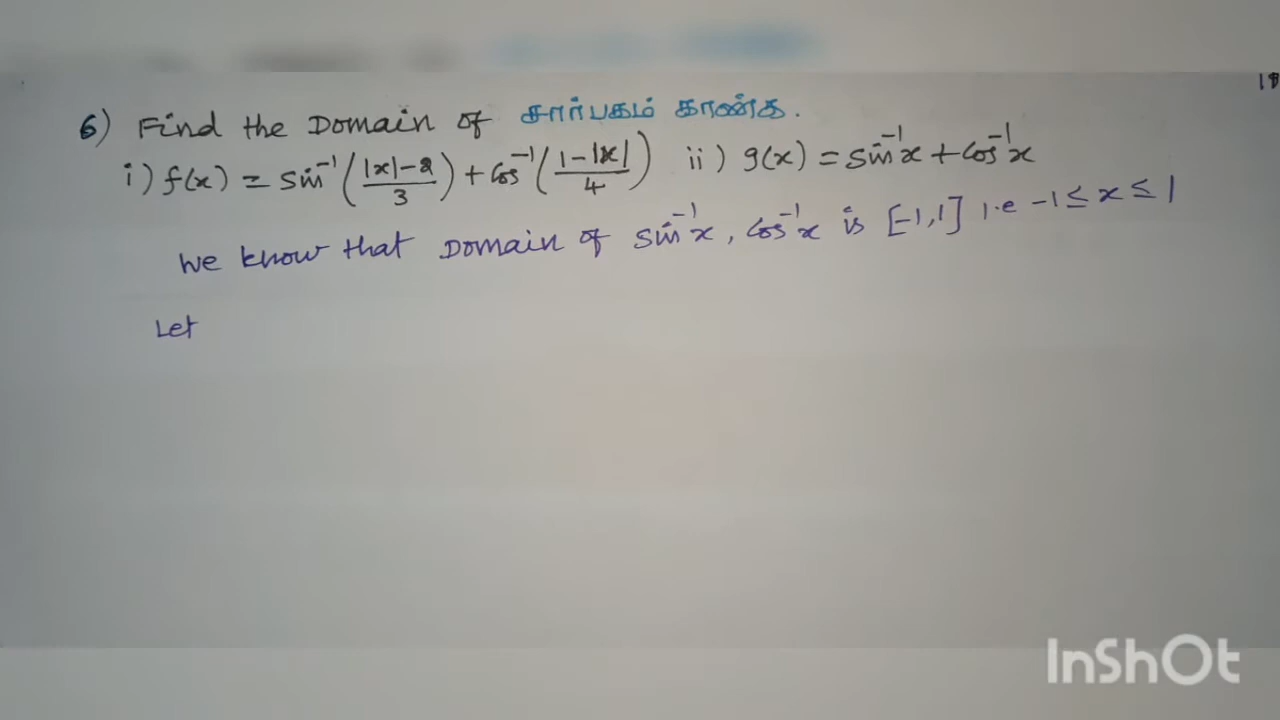 18
6) Find the Domain of சார்பகம் காண்க.
i) f(x) = sin⁻¹(|x|-2/3) + cos⁻¹(1-|x|/4) ii) g(x) = sin⁻¹x + cos⁻¹x
We know that Domain of sin⁻¹x, cos⁻¹x is [-1,1] i.e -1 ≤ x ≤ 1
Let
InShOt